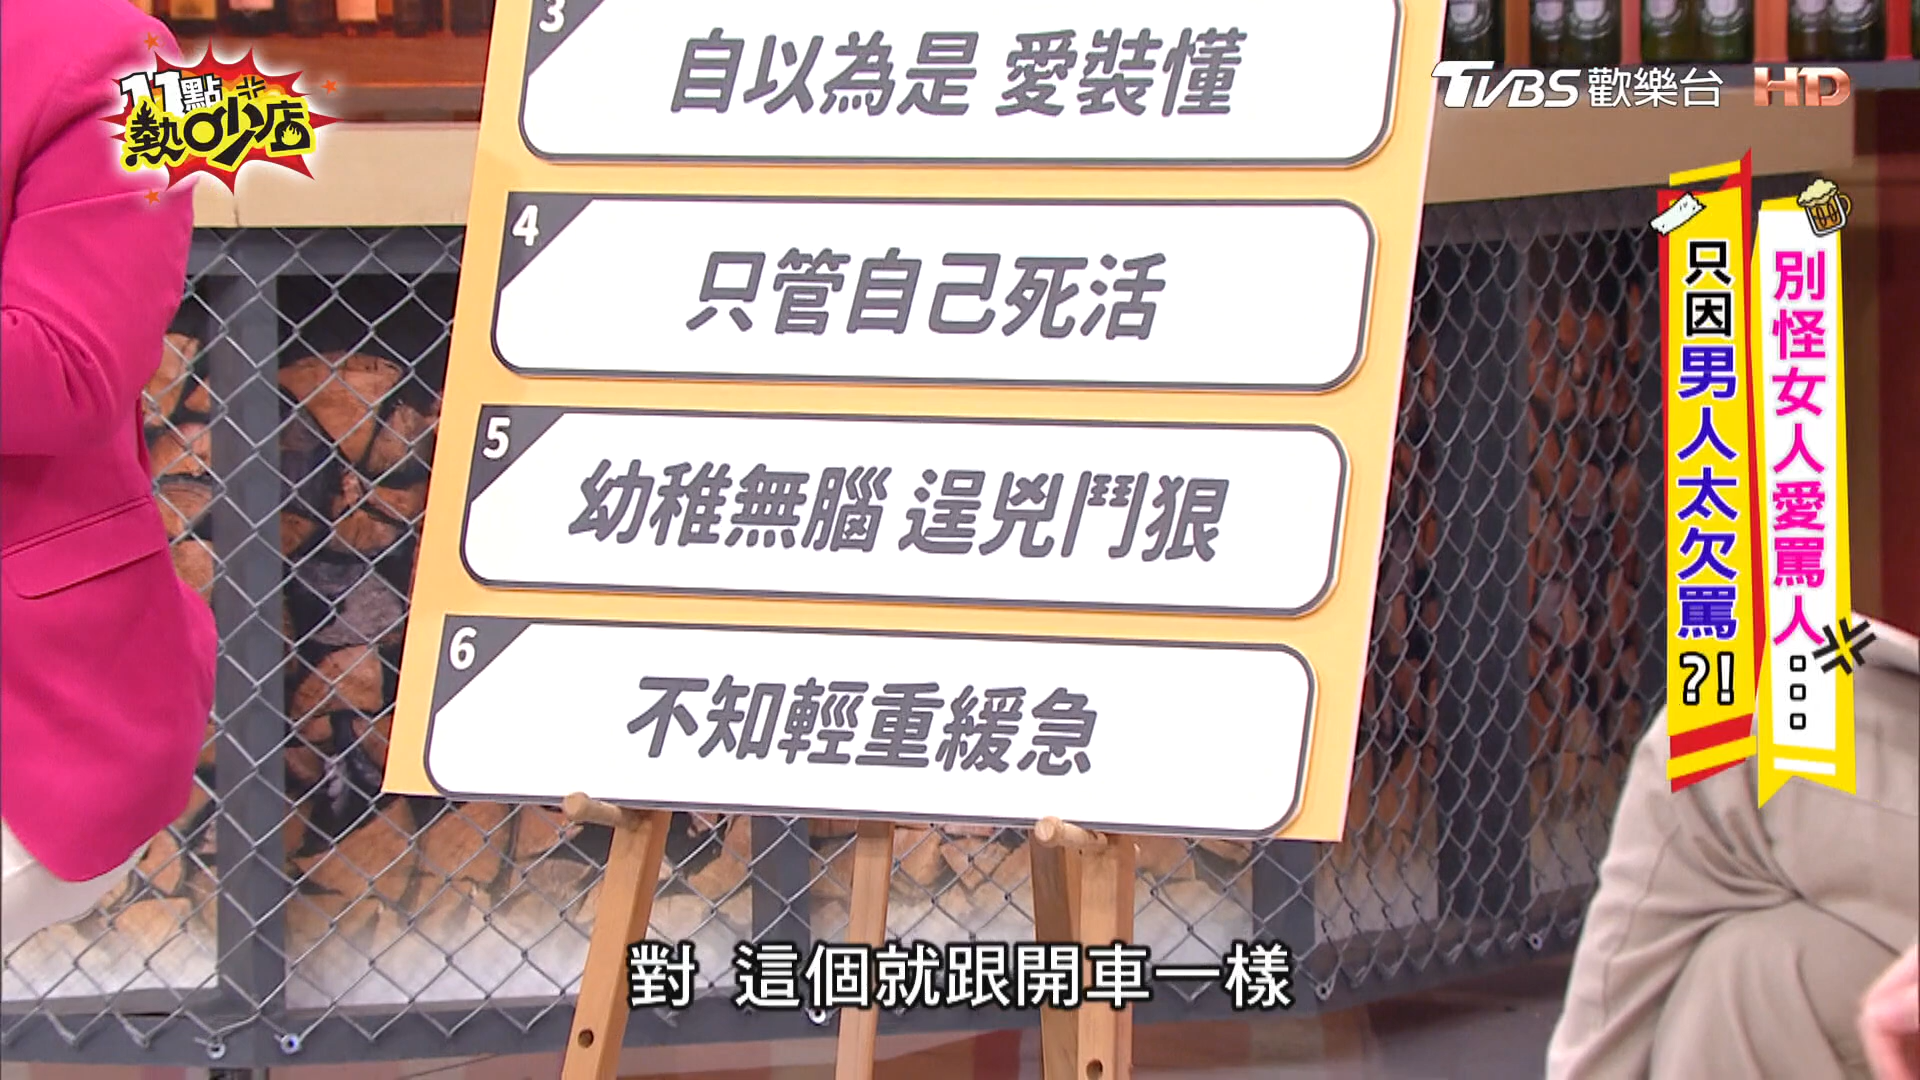 11點
熱吵店
TVBS歡樂台 HD
別怪女人愛罵人...
只因男人太欠罵?!
3
自以為是 愛裝懂
4
只管自己死活
5
幼稚無腦 逞兇鬥狠
6
不知輕重緩急
對 這個就跟開車一樣